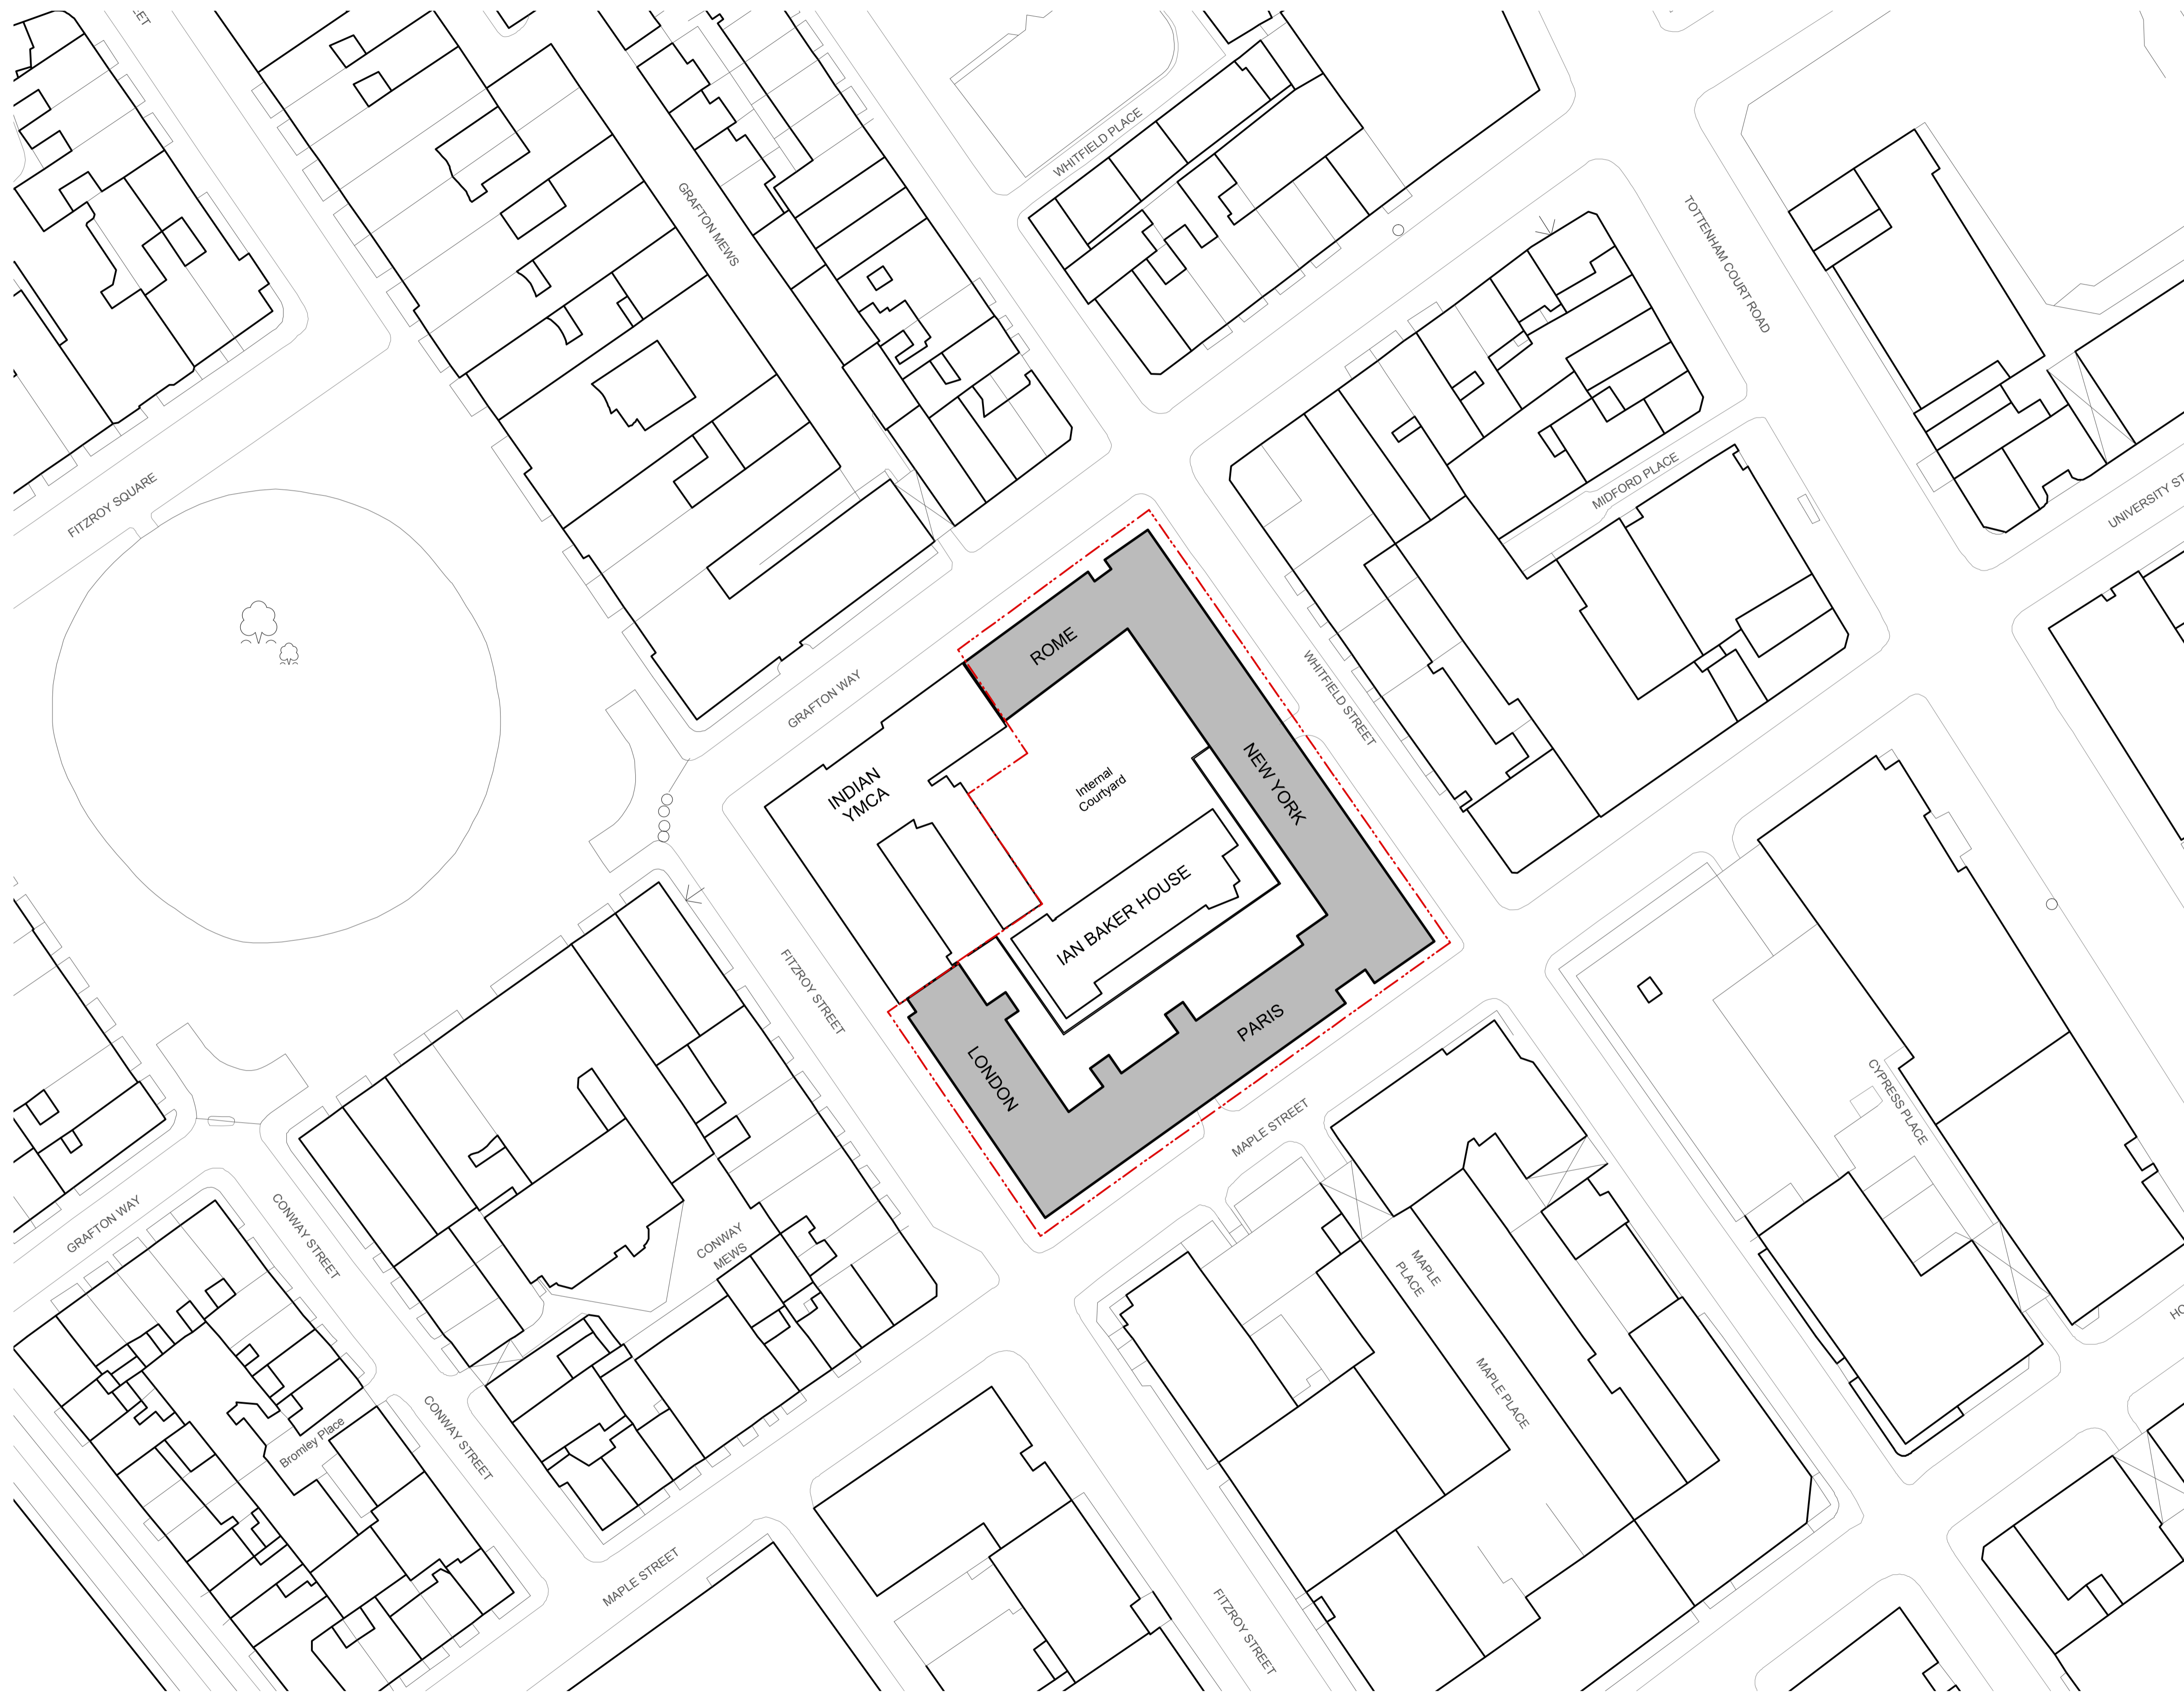 WHITFIELD PLACE
GRAFTON MEWS
TOTTENHAM COURT ROAD
FITZROY SQUARE
MIDFORD PLACE
UNIVERSITY ST
ROME
GRAFTON WAY
WHITFIELD STREET
INDIAN
YMCA
Internal
Courtyard
NEW YORK
IAN BAKER HOUSE
FITZROY STREET
PARIS
LONDON
MAPLE STREET
CYPRESS PLACE
GRAFTON WAY
CONWAY STREET
CONWAY
MEWS
MAPLE
PLACE
HO
MAPLE PLACE
CONWAY STREET
Bromley Place
MAPLE STREET
FITZROY STREET